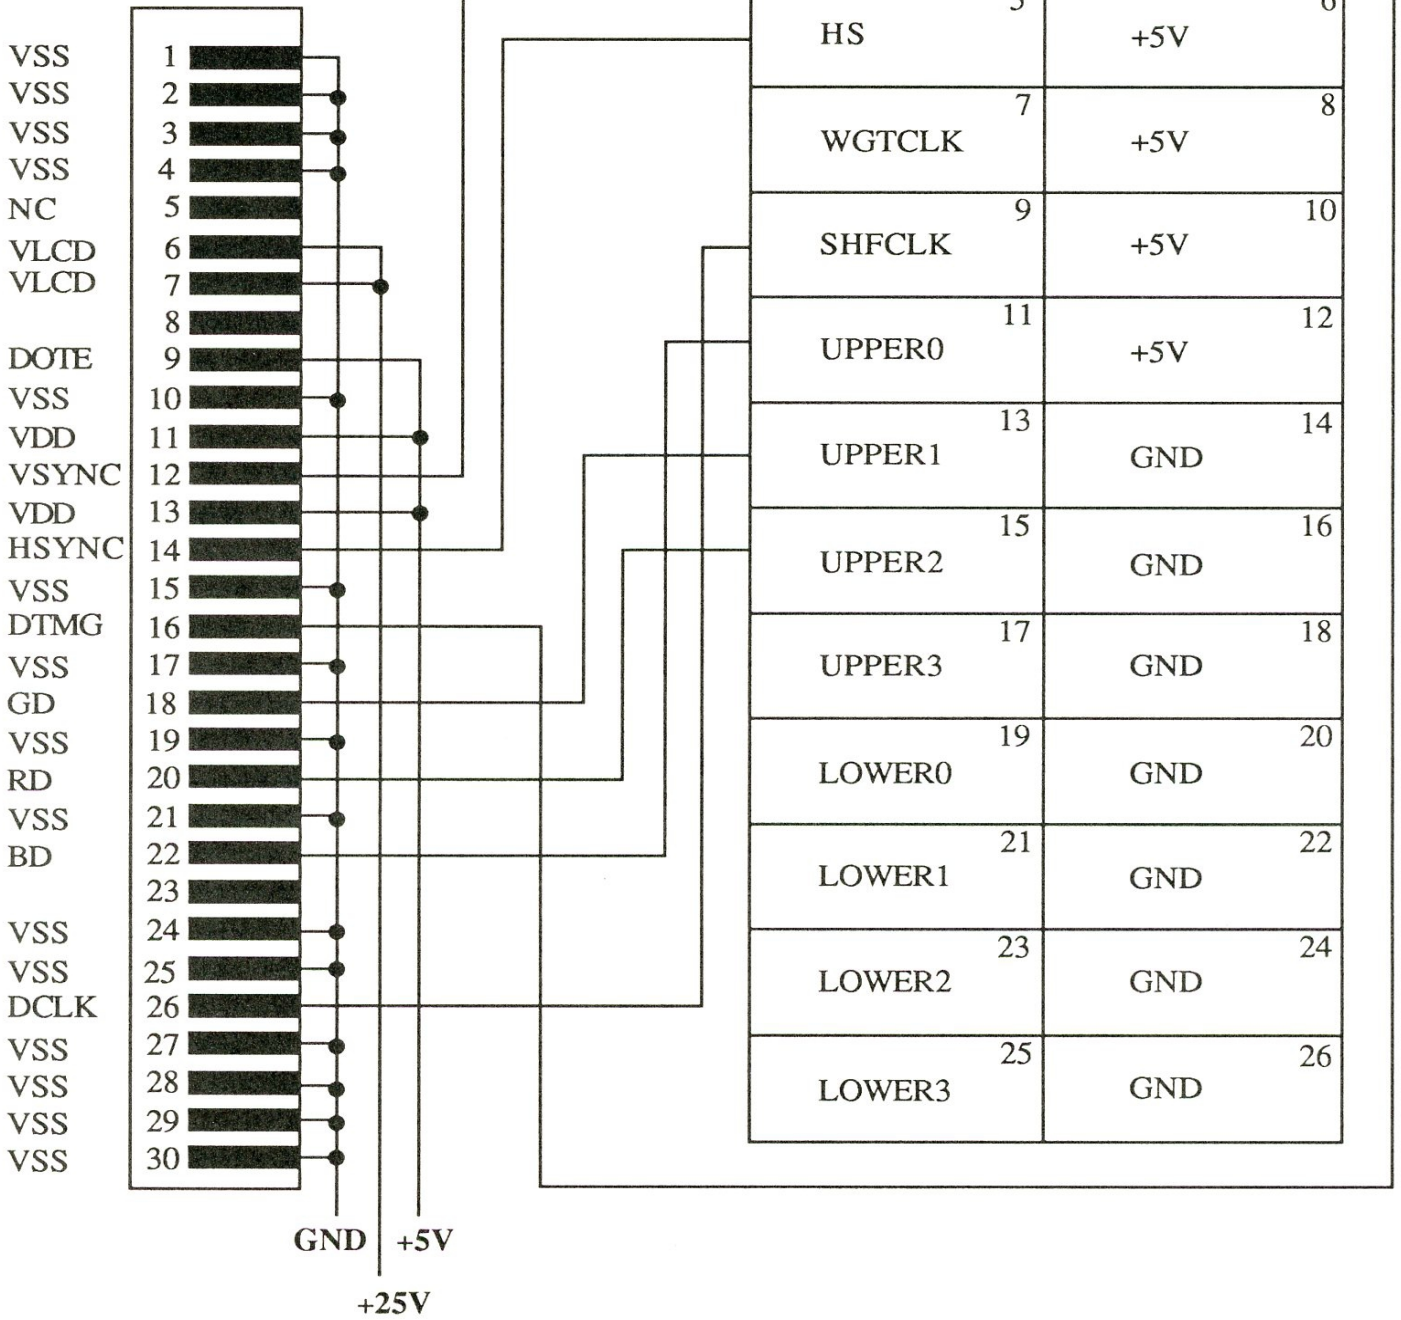 VSS 1
VSS 2
VSS 3
VSS 4
NC 5
VLCD 6
VLCD 7
8
DOTE 9
VSS 10
VDD 11
VSYNC 12
VDD 13
HSYNC 14
VSS 15
DTMG 16
VSS 17
GD 18
VSS 19
RD 20
VSS 21
BD 22
23
VSS 24
VSS 25
DCLK 26
VSS 27
VSS 28
VSS 29
VSS 30
GND +5V
+25V
5 6
HS +5V
7 8
WGTCLK +5V
9 10
SHFCLK +5V
11 12
UPPER0 +5V
13 14
UPPER1 GND
15 16
UPPER2 GND
17 18
UPPER3 GND
19 20
LOWER0 GND
21 22
LOWER1 GND
23 24
LOWER2 GND
25 26
LOWER3 GND